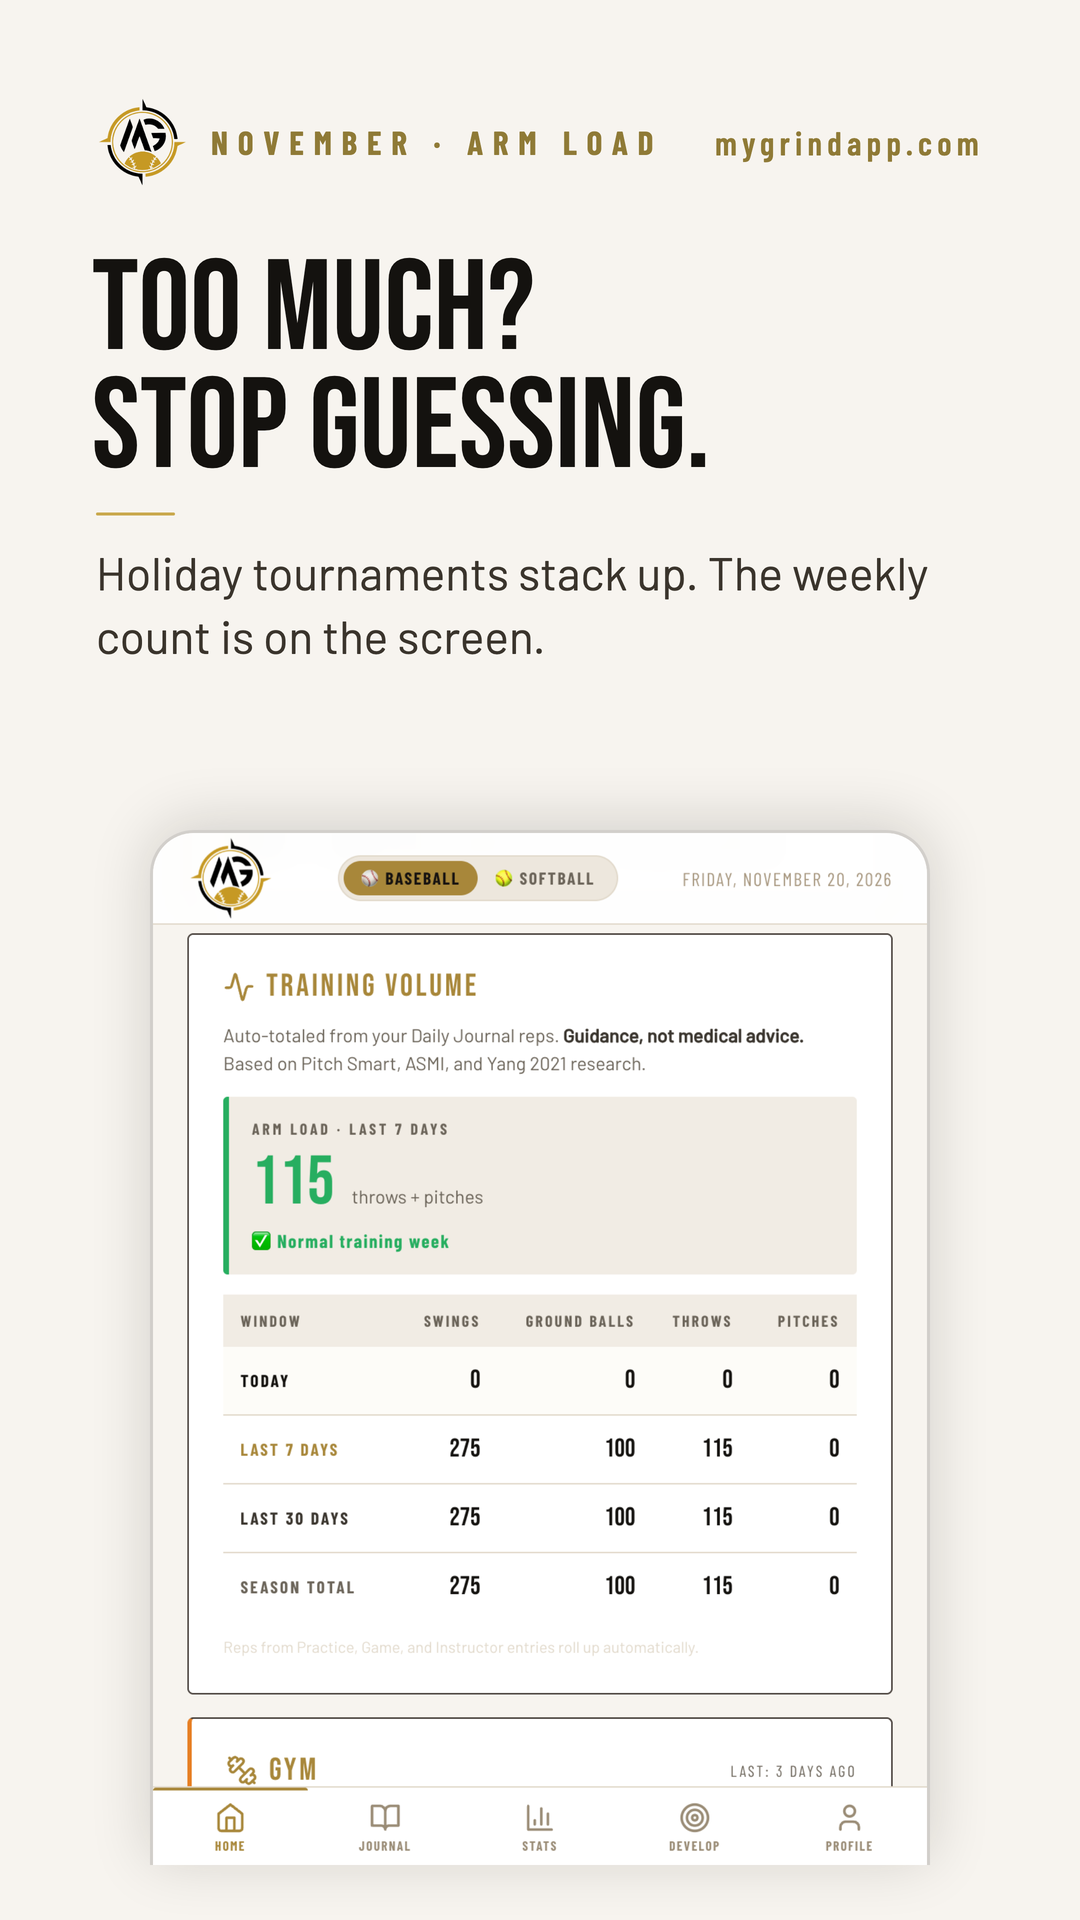 MG
NOVEMBER · ARM LOAD
mygrindapp.com
TOO MUCH?
STOP GUESSING.
Holiday tournaments stack up. The weekly
count is on the screen.
MG
BASEBALL
SOFTBALL
FRIDAY, NOVEMBER 20, 2026
TRAINING VOLUME
Auto-totaled from your Daily Journal reps. Guidance, not medical advice.
Based on Pitch Smart, ASMI, and Yang 2021 research.
ARM LOAD · LAST 7 DAYS
115 throws + pitches
✅ Normal training week
WINDOW SWINGS GROUND BALLS THROWS PITCHES
TODAY 0 0 0 0
LAST 7 DAYS 275 100 115 0
LAST 30 DAYS 275 100 115 0
SEASON TOTAL 275 100 115 0
Reps from Practice, Game, and Instructor entries roll up automatically.
GYM
LAST: 3 DAYS AGO
HOME JOURNAL STATS DEVELOP PROFILE